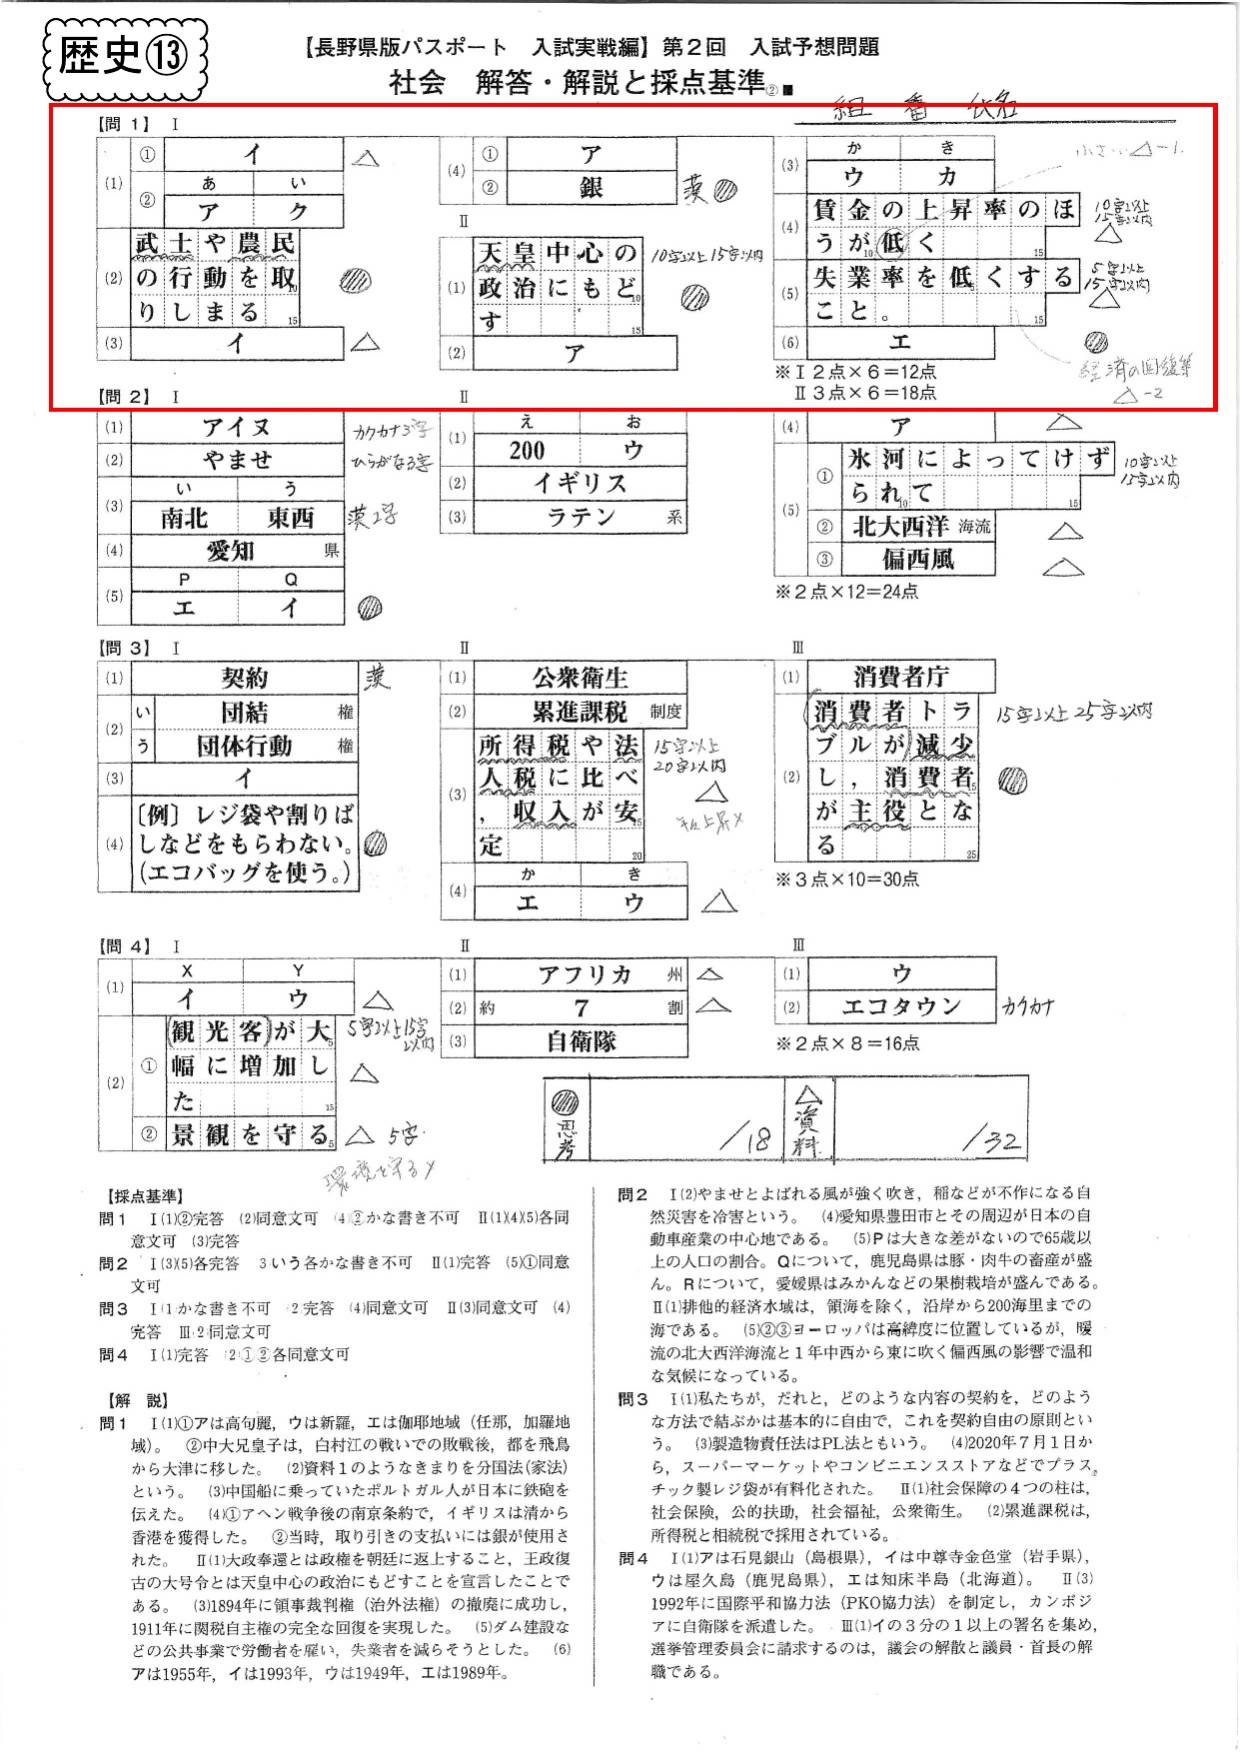 歴史⑬
【長野県版パスポート　入試実戦編】第2回　入試予想問題
社会　解答・解説と採点基準②■
組　番　氏名
【問 1】 Ⅰ
(1) ① イ △
② あ い
ア ク
(2) 武士や農民
の行動を取
りしまる
(3) イ △
(4) ① ア
② 銀 漢
Ⅱ
(1) 天皇中心の 10字以上15字以内
政治にもど
す
(2) ア
(3) か き
ウ カ
小さい△-1
(4) 賃金の上昇率のほ 10字以上
うが低く 15字以内
△
(5) 失業率を低くする 5字以上
こと。 15字以内
△
(6) エ
経済の回復等
△-2
※Ⅰ2点×6=12点
Ⅱ3点×6=18点
【問 2】 Ⅰ
(1) アイヌ カタカナ3字
(2) やませ ひらがな3字
(3) い う
南北 東西 漢2字
(4) 愛知 県
(5) P Q
エ イ
Ⅱ
(1) え お
200 ウ
(2) イギリス
(3) ラテン 系
(4) ア △
(5) ① 氷河によってけず 10字以上
られて 15字以内
② 北大西洋 海流 △
③ 偏西風 △
※2点×12=24点
【問 3】 Ⅰ
(1) 契約 漢
(2) い 団結 権
う 団体行動 権
(3) イ
(4) 〔例〕レジ袋や割りば
しなどをもらわない。
(エコバッグを使う。)
Ⅱ
(1) 公衆衛生
(2) 累進課税 制度
(3) 所得税や法 15字以上
人税に比べ 20字以内
，収入が安 △
定
(4) か き
エ ウ △
Ⅲ
(1) 消費者庁
(2) 消費者トラ 15字以上25字以内
ブルが減少
し，消費者
が主役とな
る
※3点×10=30点
【問 4】 Ⅰ
(1) X Y
イ ウ △
(2) ① 観光客が大 5字以上15字
幅に増加し 以内
た △
② 景観を守る △ 5字
環境を守る×
Ⅱ
(1) アフリカ 州 △
(2) 約 7 割 △
(3) 自衛隊
Ⅲ
(1) ウ
(2) エコタウン カタカナ
※2点×8=16点
思考 /18 △資料 /32
【採点基準】
問1　Ⅰ(1)②完答　(2)同意文可　(4)②かな書き不可　Ⅱ(1)(4)(5)各同
意文可　(3)完答
問2　Ⅰ(3)(5)各完答　3いう各かな書き不可　Ⅱ(1)完答　(5)①同意
文可
問3　Ⅰ(1)かな書き不可　2完答　(4)同意文可　Ⅱ(3)同意文可　(4)
完答　Ⅲ2同意文可
問4　Ⅰ(1)完答　2①②各同意文可
【解　説】
問1　Ⅰ(1)①アは高句麗，ウは新羅，エは伽耶地域（任那，加羅地
域）。　②中大兄皇子は，白村江の戦いでの敗戦後，都を飛鳥
から大津に移した。　(2)資料1のようなきまりを分国法(家法)
という。　(3)中国船に乗っていたポルトガル人が日本に鉄砲を
伝えた。　(4)①アヘン戦争後の南京条約で，イギリスは清から
香港を獲得した。　②当時，取り引きの支払いには銀が使用さ
れた。　Ⅱ(1)大政奉還とは政権を朝廷に返上すること，王政復
古の大号令とは天皇中心の政治にもどすことを宣言したことで
ある。　(3)1894年に領事裁判権（治外法権）の撤廃に成功し，
1911年に関税自主権の完全な回復を実現した。　(5)ダム建設な
どの公共事業で労働者を雇い，失業者を減らそうとした。　(6)
アは1955年，イは1993年，ウは1949年，エは1989年。
問2　Ⅰ(2)やませとよばれる風が強く吹き，稲などが不作になる自
然災害を冷害という。　(4)愛知県豊田市とその周辺が日本の自
動車産業の中心地である。　(5)Pは大きな差がないので65歳以
上の人口の割合。Qについて，鹿児島県は豚・肉牛の畜産が盛
ん。Rについて，愛媛県はみかんなどの果樹栽培が盛んである。
Ⅱ(1)排他的経済水域は，領海を除く，沿岸から200海里までの
海である。　(5)②③ヨーロッパは高緯度に位置しているが，暖
流の北大西洋海流と1年中西から東に吹く偏西風の影響で温和
な気候になっている。
問3　Ⅰ(1)私たちが，だれと，どのような内容の契約を，どのよう
な方法で結ぶかは基本的に自由で，これを契約自由の原則とい
う。　(3)製造物責任法はPL法ともいう。　(4)2020年7月1日か
ら，スーパーマーケットやコンビニエンスストアなどでプラス
チック製レジ袋が有料化された。　Ⅱ(1)社会保障の4つの柱は，
社会保険，公的扶助，社会福祉，公衆衛生。　(2)累進課税は，
所得税と相続税で採用されている。
問4　Ⅰ(1)アは石見銀山（島根県），イは中尊寺金色堂（岩手県），
ウは屋久島（鹿児島県），エは知床半島（北海道）。　Ⅱ(3)
1992年に国際平和協力法（PKO協力法）を制定し，カンボジ
アに自衛隊を派遣した。　Ⅲ(1)イの3分の1以上の署名を集め，
選挙管理委員会に請求するのは，議会の解散と議員・首長の解
職である。